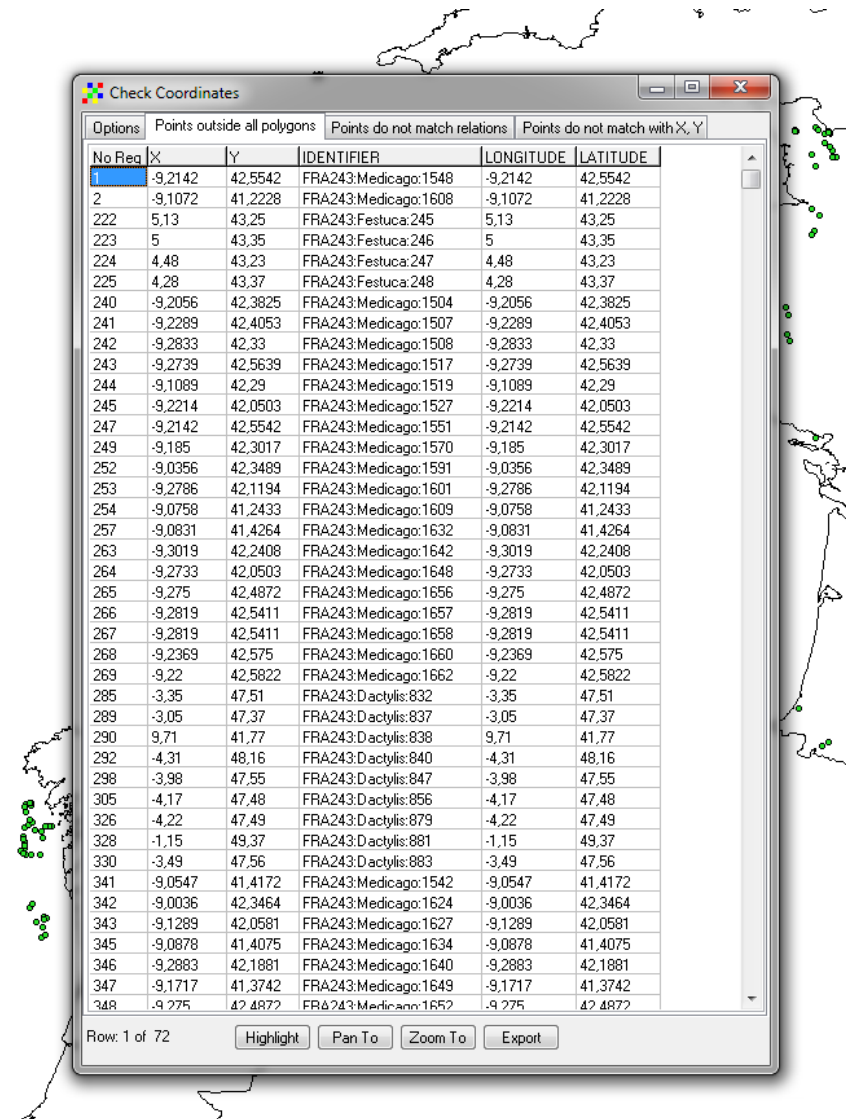 Check Coordinates
Options Points outside all polygons Points do not match relations Points do not match with X, Y
No Reg X Y IDENTIFIER LONGITUDE LATITUDE
1 -9,2142 42,5542 FRA243:Medicago:1548 -9,2142 42,5542
2 -9,1072 41,2228 FRA243:Medicago:1608 -9,1072 41,2228
222 5,13 43,25 FRA243:Festuca:245 5,13 43,25
223 5 43,35 FRA243:Festuca:246 5 43,35
224 4,48 43,23 FRA243:Festuca:247 4,48 43,23
225 4,28 43,37 FRA243:Festuca:248 4,28 43,37
240 -9,2056 42,3825 FRA243:Medicago:1504 -9,2056 42,3825
241 -9,2289 42,4053 FRA243:Medicago:1507 -9,2289 42,4053
242 -9,2833 42,33 FRA243:Medicago:1508 -9,2833 42,33
243 -9,2739 42,5639 FRA243:Medicago:1517 -9,2739 42,5639
244 -9,1089 42,29 FRA243:Medicago:1519 -9,1089 42,29
245 -9,2214 42,0503 FRA243:Medicago:1527 -9,2214 42,0503
247 -9,2142 42,5542 FRA243:Medicago:1551 -9,2142 42,5542
249 -9,185 42,3017 FRA243:Medicago:1570 -9,185 42,3017
252 -9,0356 42,3489 FRA243:Medicago:1591 -9,0356 42,3489
253 -9,2786 42,1194 FRA243:Medicago:1601 -9,2786 42,1194
254 -9,0758 41,2433 FRA243:Medicago:1609 -9,0758 41,2433
257 -9,0831 41,4264 FRA243:Medicago:1632 -9,0831 41,4264
263 -9,3019 42,2408 FRA243:Medicago:1642 -9,3019 42,2408
264 -9,2733 42,0503 FRA243:Medicago:1648 -9,2733 42,0503
265 -9,275 42,4872 FRA243:Medicago:1656 -9,275 42,4872
266 -9,2819 42,5411 FRA243:Medicago:1657 -9,2819 42,5411
267 -9,2819 42,5411 FRA243:Medicago:1658 -9,2819 42,5411
268 -9,2369 42,575 FRA243:Medicago:1660 -9,2369 42,575
269 -9,22 42,5822 FRA243:Medicago:1662 -9,22 42,5822
285 -3,35 47,51 FRA243:Dactylis:832 -3,35 47,51
289 -3,05 47,37 FRA243:Dactylis:837 -3,05 47,37
290 9,71 41,77 FRA243:Dactylis:838 9,71 41,77
292 -4,31 48,16 FRA243:Dactylis:840 -4,31 48,16
298 -3,98 47,55 FRA243:Dactylis:847 -3,98 47,55
305 -4,17 47,48 FRA243:Dactylis:856 -4,17 47,48
326 -4,22 47,49 FRA243:Dactylis:879 -4,22 47,49
328 -1,15 49,37 FRA243:Dactylis:881 -1,15 49,37
330 -3,49 47,56 FRA243:Dactylis:883 -3,49 47,56
341 -9,0547 41,4172 FRA243:Medicago:1542 -9,0547 41,4172
342 -9,0036 42,3464 FRA243:Medicago:1624 -9,0036 42,3464
343 -9,1289 42,0581 FRA243:Medicago:1627 -9,1289 42,0581
345 -9,0878 41,4075 FRA243:Medicago:1634 -9,0878 41,4075
346 -9,2883 42,1881 FRA243:Medicago:1640 -9,2883 42,1881
347 -9,1717 41,3742 FRA243:Medicago:1649 -9,1717 41,3742
348 -9,275 42,4872 FRA243:Medicago:1652 -9,275 42,4872
Row: 1 of 72 Highlight Pan To Zoom To Export